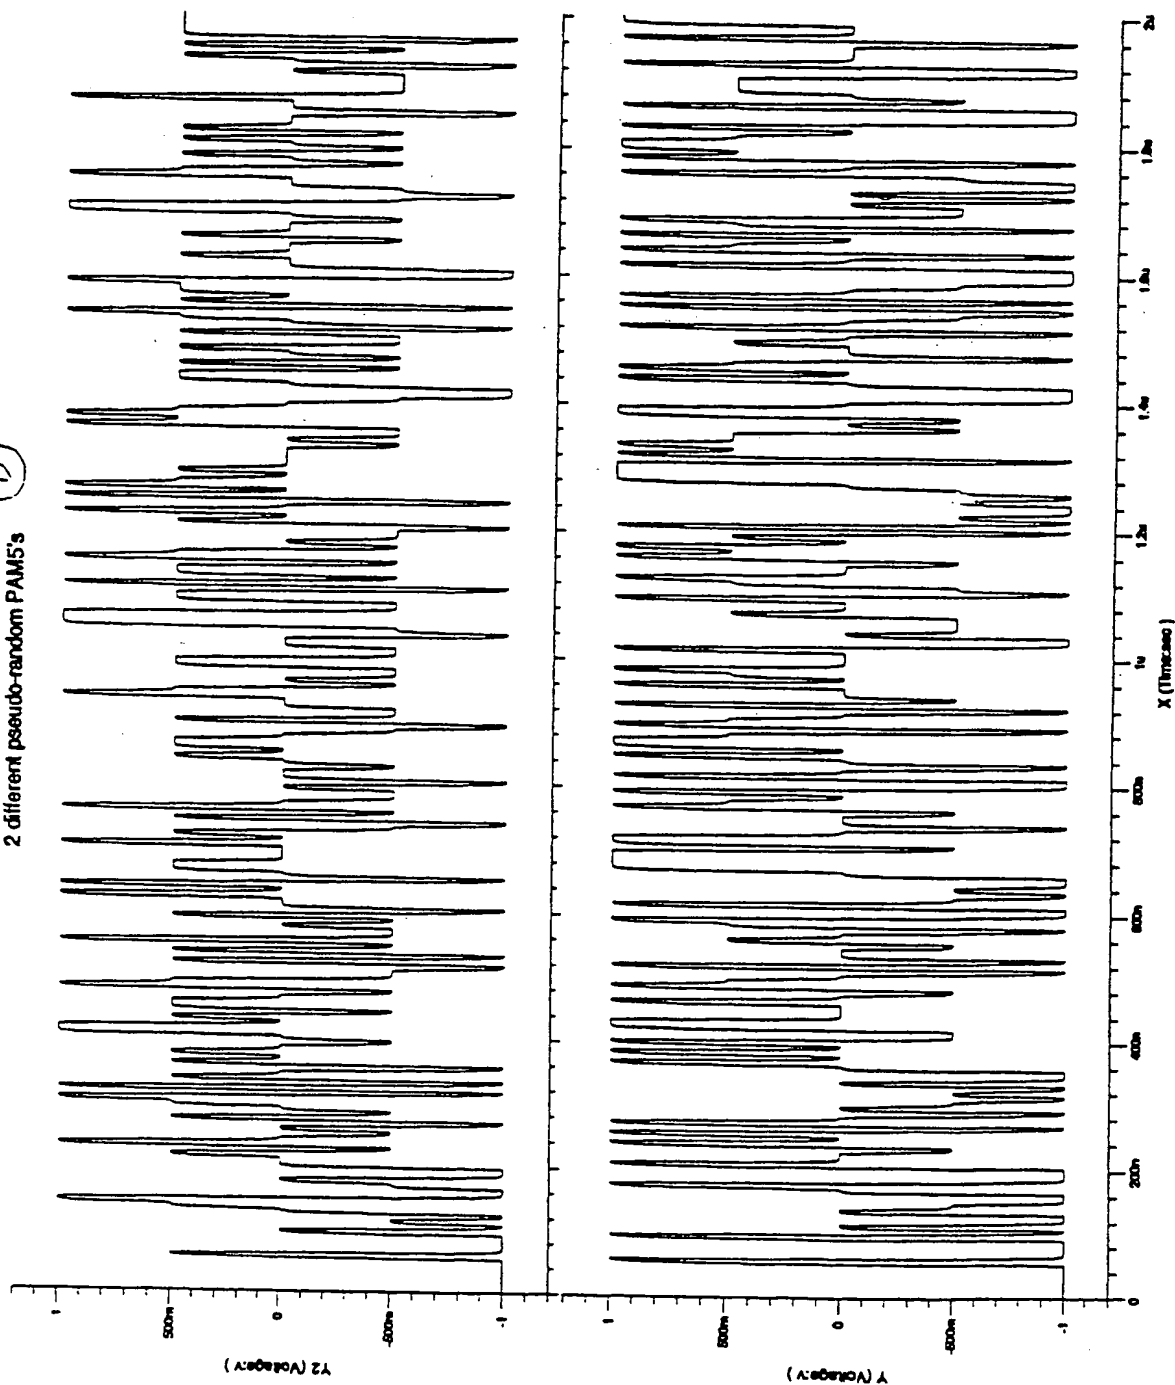 2 different pseudo-random PAM5's
Y2 (Voltage:v)
1
500m
0
-500m
-1
Y (Voltage:v)
1
500m
0
-500m
-1
0
200n
400n
600n
800n
1u
1.2u
1.4u
1.6u
1.8u
2u
X (Time:sec)